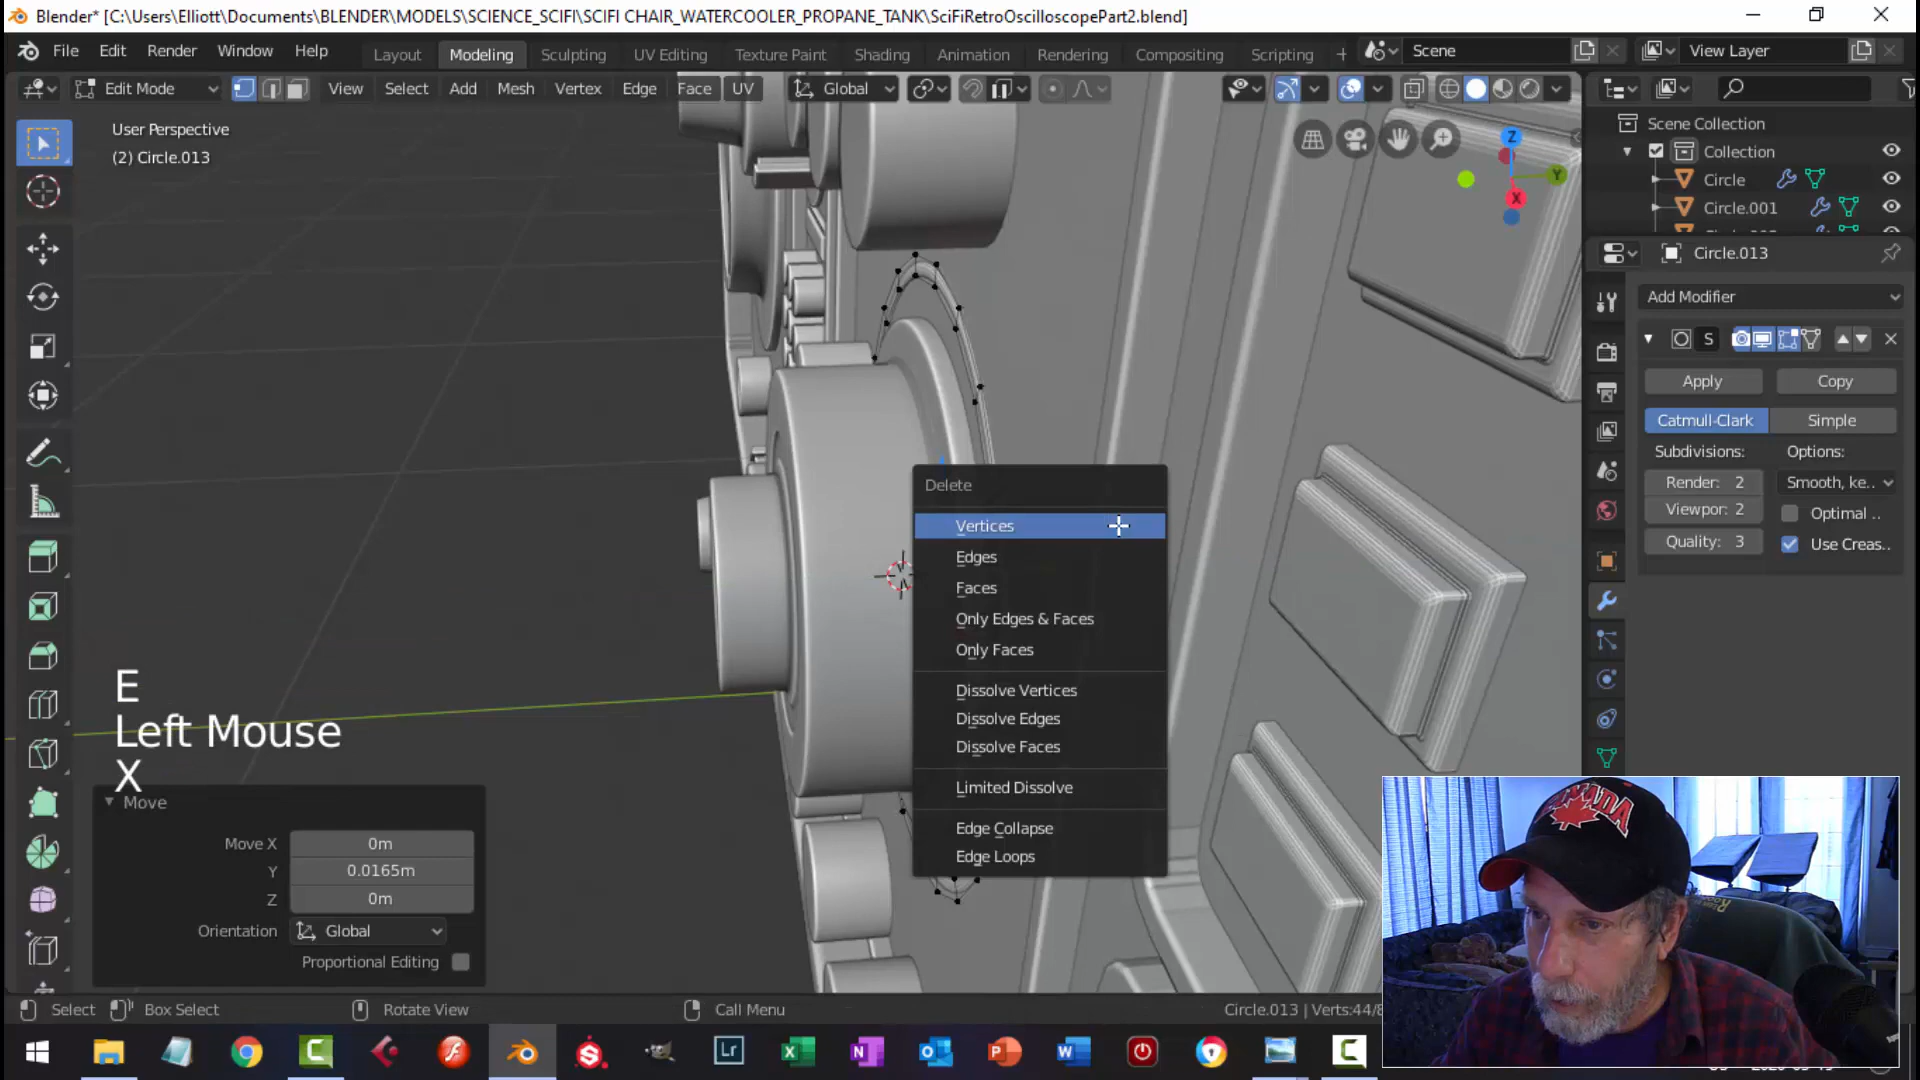 Blender* [C:\Users\Elliott\Documents\BLENDER\MODELS\SCIENCE_SCIFI\SCIFI CHAIR_WATERCOOLER_PROPANE_TANK\SciFiRetroOscilloscopePart2.blend]
File Edit Render Window Help Layout Modeling Sculpting UV Editing Texture Paint Shading Animation Rendering Compositing Scripting + Scene View Layer
Edit Mode View Select Add Mesh Vertex Edge Face UV Global
User Perspective
(2) Circle.013
Z
Y
X
Scene Collection
Collection
Circle
Circle.001
Circle.013
Add Modifier
S
Apply Copy
Catmull-Clark Simple
Subdivisions: Options:
Render: 2 Smooth, ke..
Viewpor: 2 Optimal ..
Quality: 3 Use Creas..
Delete
Vertices
Edges
Faces
Only Edges & Faces
Only Faces
Dissolve Vertices
Dissolve Edges
Dissolve Faces
Limited Dissolve
Edge Collapse
Edge Loops
E
Left Mouse
X
Move
Move X 0m
Y 0.0165m
Z 0m
Orientation Global
Proportional Editing
CANADA
Select Box Select Rotate View Call Menu Circle.013 | Verts:44/8
Lr